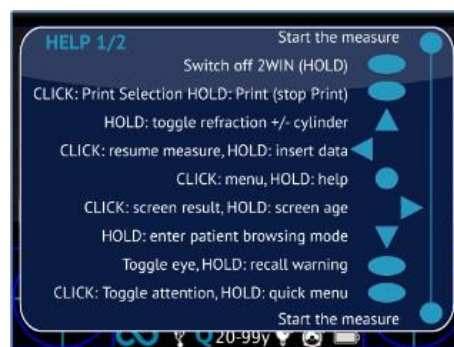 HELP 1/2
Start the measure
Switch off 2WIN (HOLD)
CLICK: Print Selection HOLD: Print (stop Print)
HOLD: toggle refraction +/- cylinder
CLICK: resume measure, HOLD: insert data
CLICK: menu, HOLD: help
CLICK: screen result, HOLD: screen age
HOLD: enter patient browsing mode
Toggle eye, HOLD: recall warning
CLICK: Toggle attention, HOLD: quick menu
Start the measure
20-99y